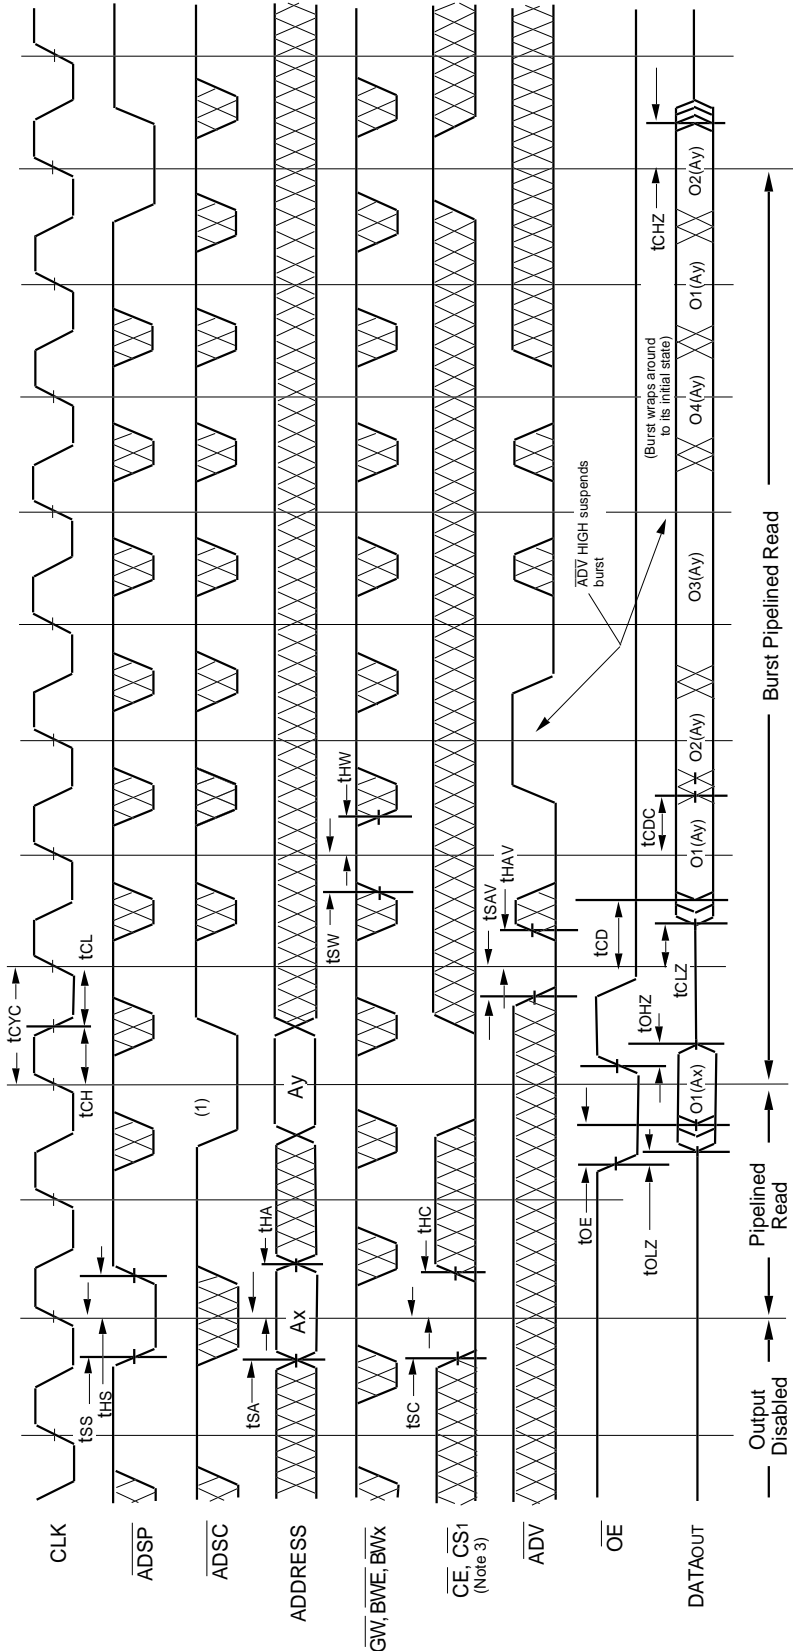 tCYC
tCH
tCL
CLK
tSS
tHS
ADSP
(1)
ADSC
tSA
tHA
Ax
Ay
ADDRESS
tSW
tHW
GW, BWE, BWx
tSC
tHC
CE, CS1
(Note 3)
tSAV
tHAV
ADV HIGH suspends
burst
ADV
tOE
tOHZ
tCD
OE
tOLZ
tCLZ
tCDC
(Burst wraps around
to its initial state)
tCHZ
O1(Ax)
O1(Ay)
O2(Ay)
O3(Ay)
O4(Ay)
O1(Ay)
O2(Ay)
DATAOUT
Output
Disabled
Pipelined
Read
Burst Pipelined Read